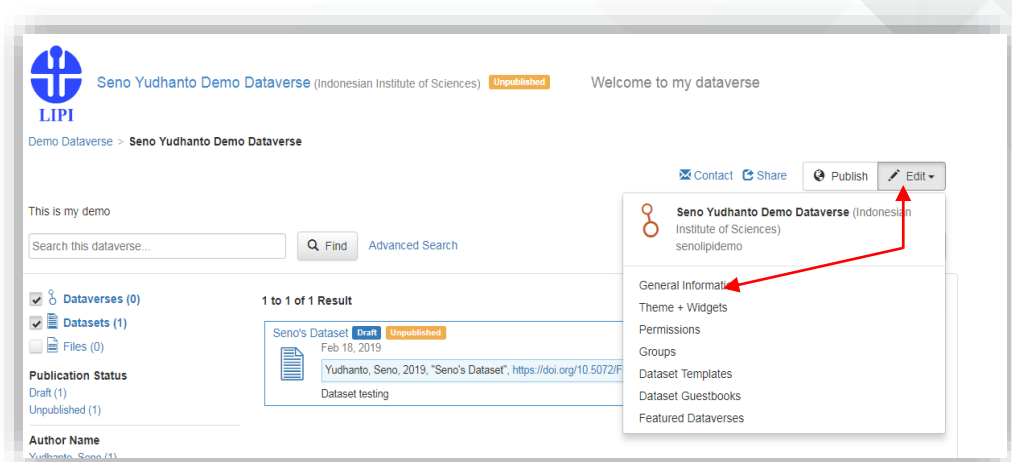 LIPI
Seno Yudhanto Demo Dataverse (Indonesian Institute of Sciences) Unpublished
Welcome to my dataverse
Demo Dataverse > Seno Yudhanto Demo Dataverse
Contact Share Publish Edit
This is my demo
Search this dataverse... Find Advanced Search
Seno Yudhanto Demo Dataverse (Indonesian
Institute of Sciences)
senolipidemo
General Information
Theme + Widgets
Permissions
Groups
Dataset Templates
Dataset Guestbooks
Featured Dataverses
Dataverses (0)
Datasets (1)
Files (0)
Publication Status
Draft (1)
Unpublished (1)
Author Name
Yudhanto, Seno (1)
1 to 1 of 1 Result
Seno's Dataset Draft Unpublished
Feb 18, 2019
Yudhanto, Seno, 2019, "Seno's Dataset", https://doi.org/10.5072/F
Dataset testing